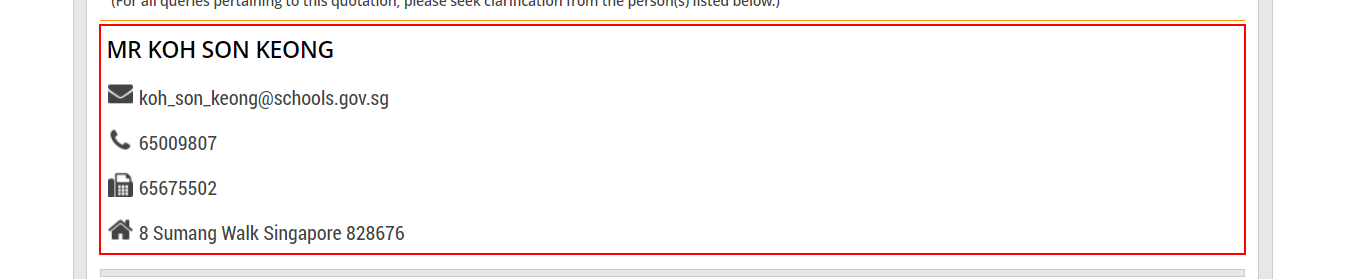 (For all queries pertaining to this quotation, please seek clarification from the person(s) listed below.)
MR KOH SON KEONG
koh_son_keong@schools.gov.sg
65009807
65675502
8 Sumang Walk Singapore 828676